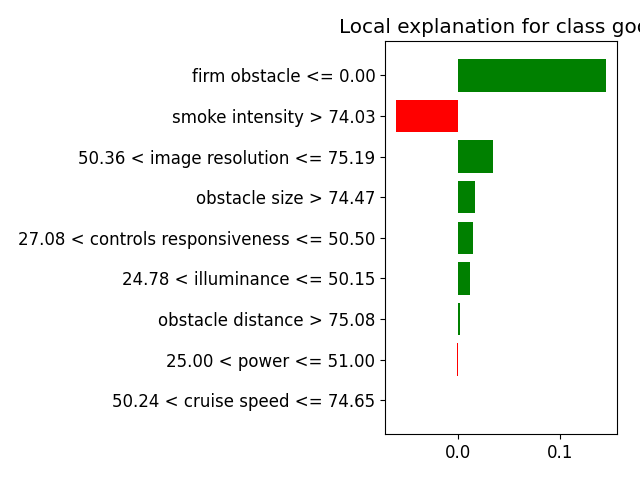 Local explanation for class goo
firm obstacle <= 0.00
smoke intensity > 74.03
50.36 < image resolution <= 75.19
obstacle size > 74.47
27.08 < controls responsiveness <= 50.50
24.78 < illuminance <= 50.15
obstacle distance > 75.08
25.00 < power <= 51.00
50.24 < cruise speed <= 74.65
0.0 0.1